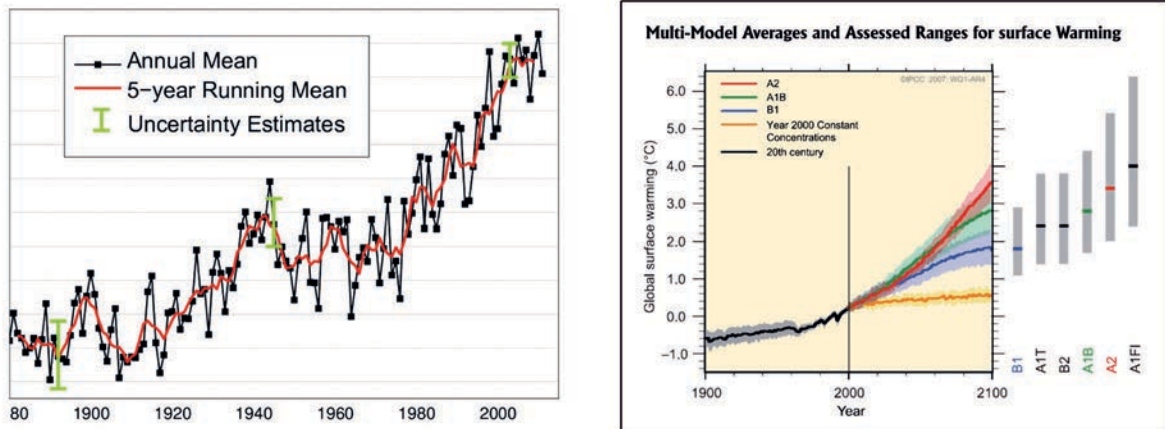 Annual Mean
5-year Running Mean
Uncertainty Estimates
80 1900 1920 1940 1960 1980 2000
Multi-Model Averages and Assessed Ranges for surface Warming
©IPCC 2007: WG1-AR4
A2
A1B
B1
Year 2000 Constant
Concentrations
20th century
Global surface warming (°C)
6.0
5.0
4.0
3.0
2.0
1.0
0.0
–1.0
1900 2000 2100
Year
B1
A1T
B2
A1B
A2
A1FI